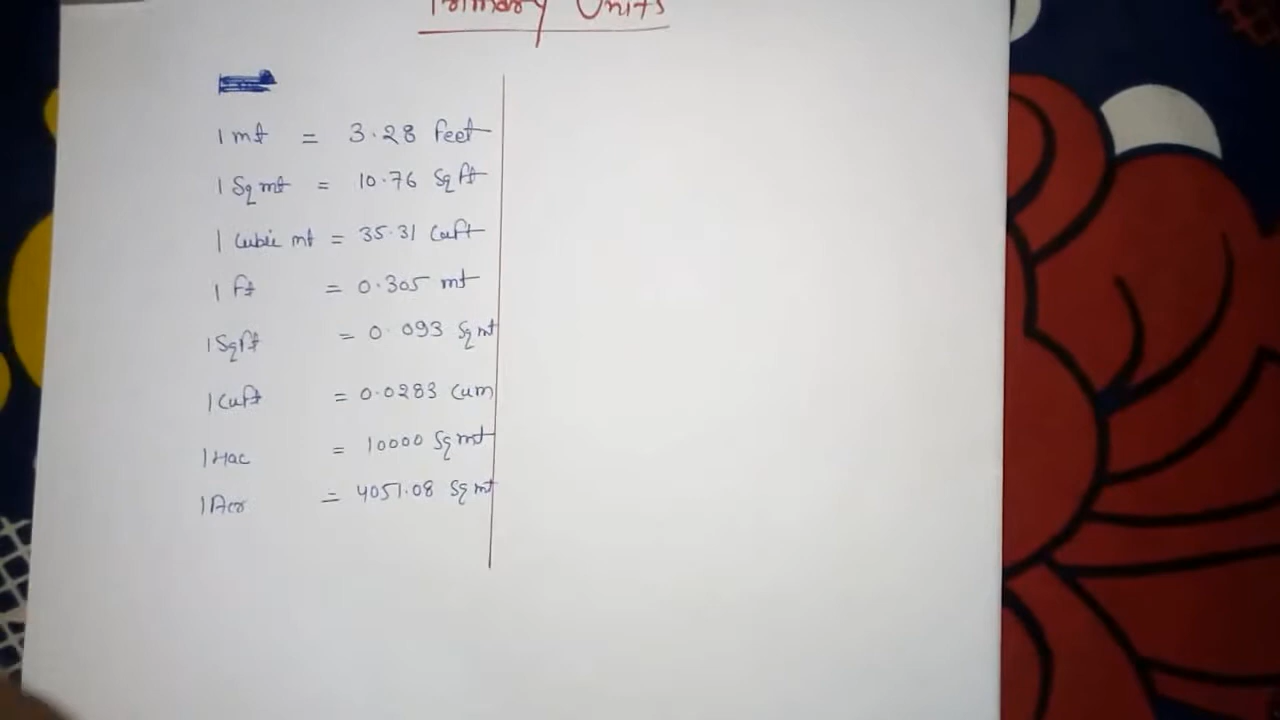 Primary Units
1 mt = 3.28 feet
1 Sq mt = 10.76 Sq ft
1 Cubic mt = 35.31 Cuft
1 ft = 0.305 mt
1 Sqft = 0.093 Sq mt
1 Cuft = 0.0283 Cum
1 Hac = 10000 Sq mt
1 Acr = 4051.08 Sq mt